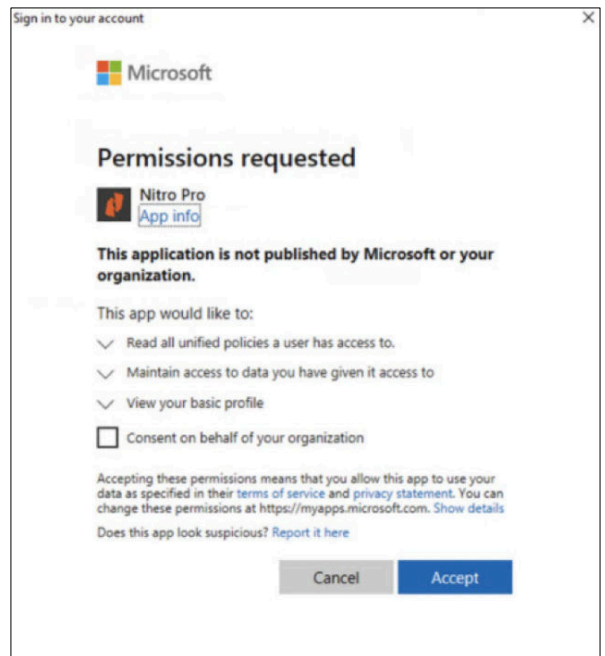 Sign in to your account
Microsoft
Permissions requested
Nitro Pro
App info
This application is not published by Microsoft or your
organization.
This app would like to:
Read all unified policies a user has access to.
Maintain access to data you have given it access to
View your basic profile
Consent on behalf of your organization
Accepting these permissions means that you allow this app to use your
data as specified in their terms of service and privacy statement. You can
change these permissions at https://myapps.microsoft.com. Show details
Does this app look suspicious? Report it here
Cancel
Accept